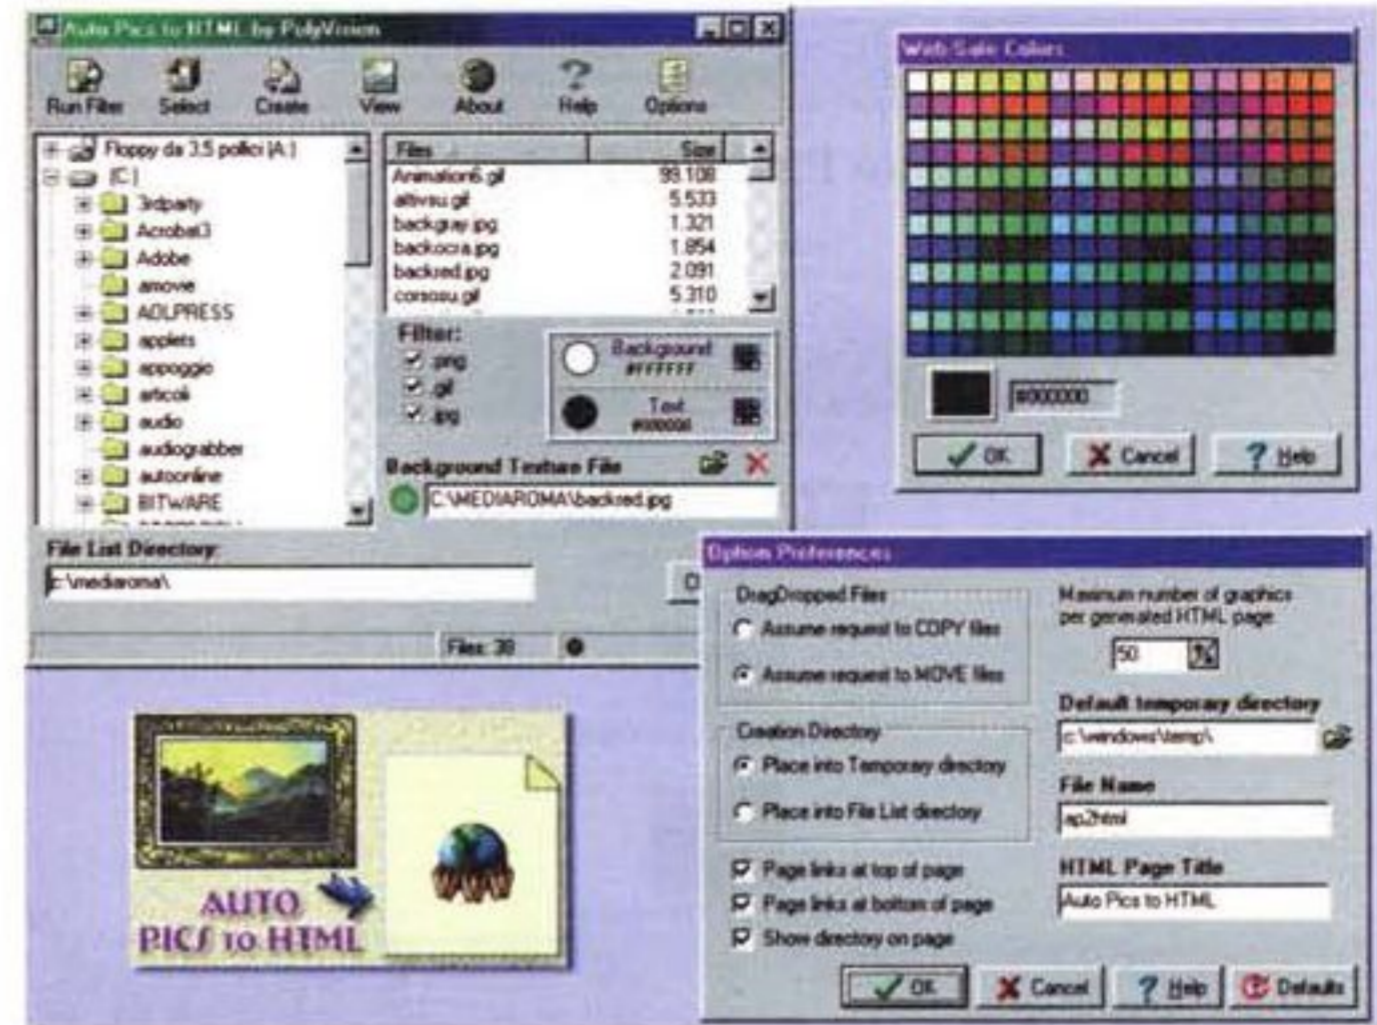 Auto Pics to HTML by PolyVision
Run Filter Select Create View About Help Options
Floppy da 3,5 pollici (A:)
(C:)
3rdparty
Acrobat3
Adobe
amovie
AOLPRESS
applets
appoggio
articoli
audio
audiograbber
autoonline
BITWARE
Files Size
Animation6.gif 99.108
attivsu.gif 5.533
backgray.jpg 1.321
backocra.jpg 1.854
backred.jpg 2.091
corsosu.gif 5.310
Filter:
.png
.gif
.jpg
Background
#FFFFFF
Text
#000000
Background Texture File
C:\MEDIAROMA\backred.jpg
File List Directory:
c:\mediaroma\
Files: 38
Web-Safe Colors
#000000
OK Cancel Help
AUTO
PICS TO HTML
Option Preferences
DragDropped Files
Assume request to COPY files
Assume request to MOVE files
Creation Directory
Place into Temporary directory
Place into File List directory
Page links at top of page
Page links at bottom of page
Show directory on page
Maximum number of graphics
per generated HTML page:
50
Default temporary directory
c:\windows\temp\
File Name
ap2html
HTML Page Title
Auto Pics to HTML
OK Cancel Help Defaults